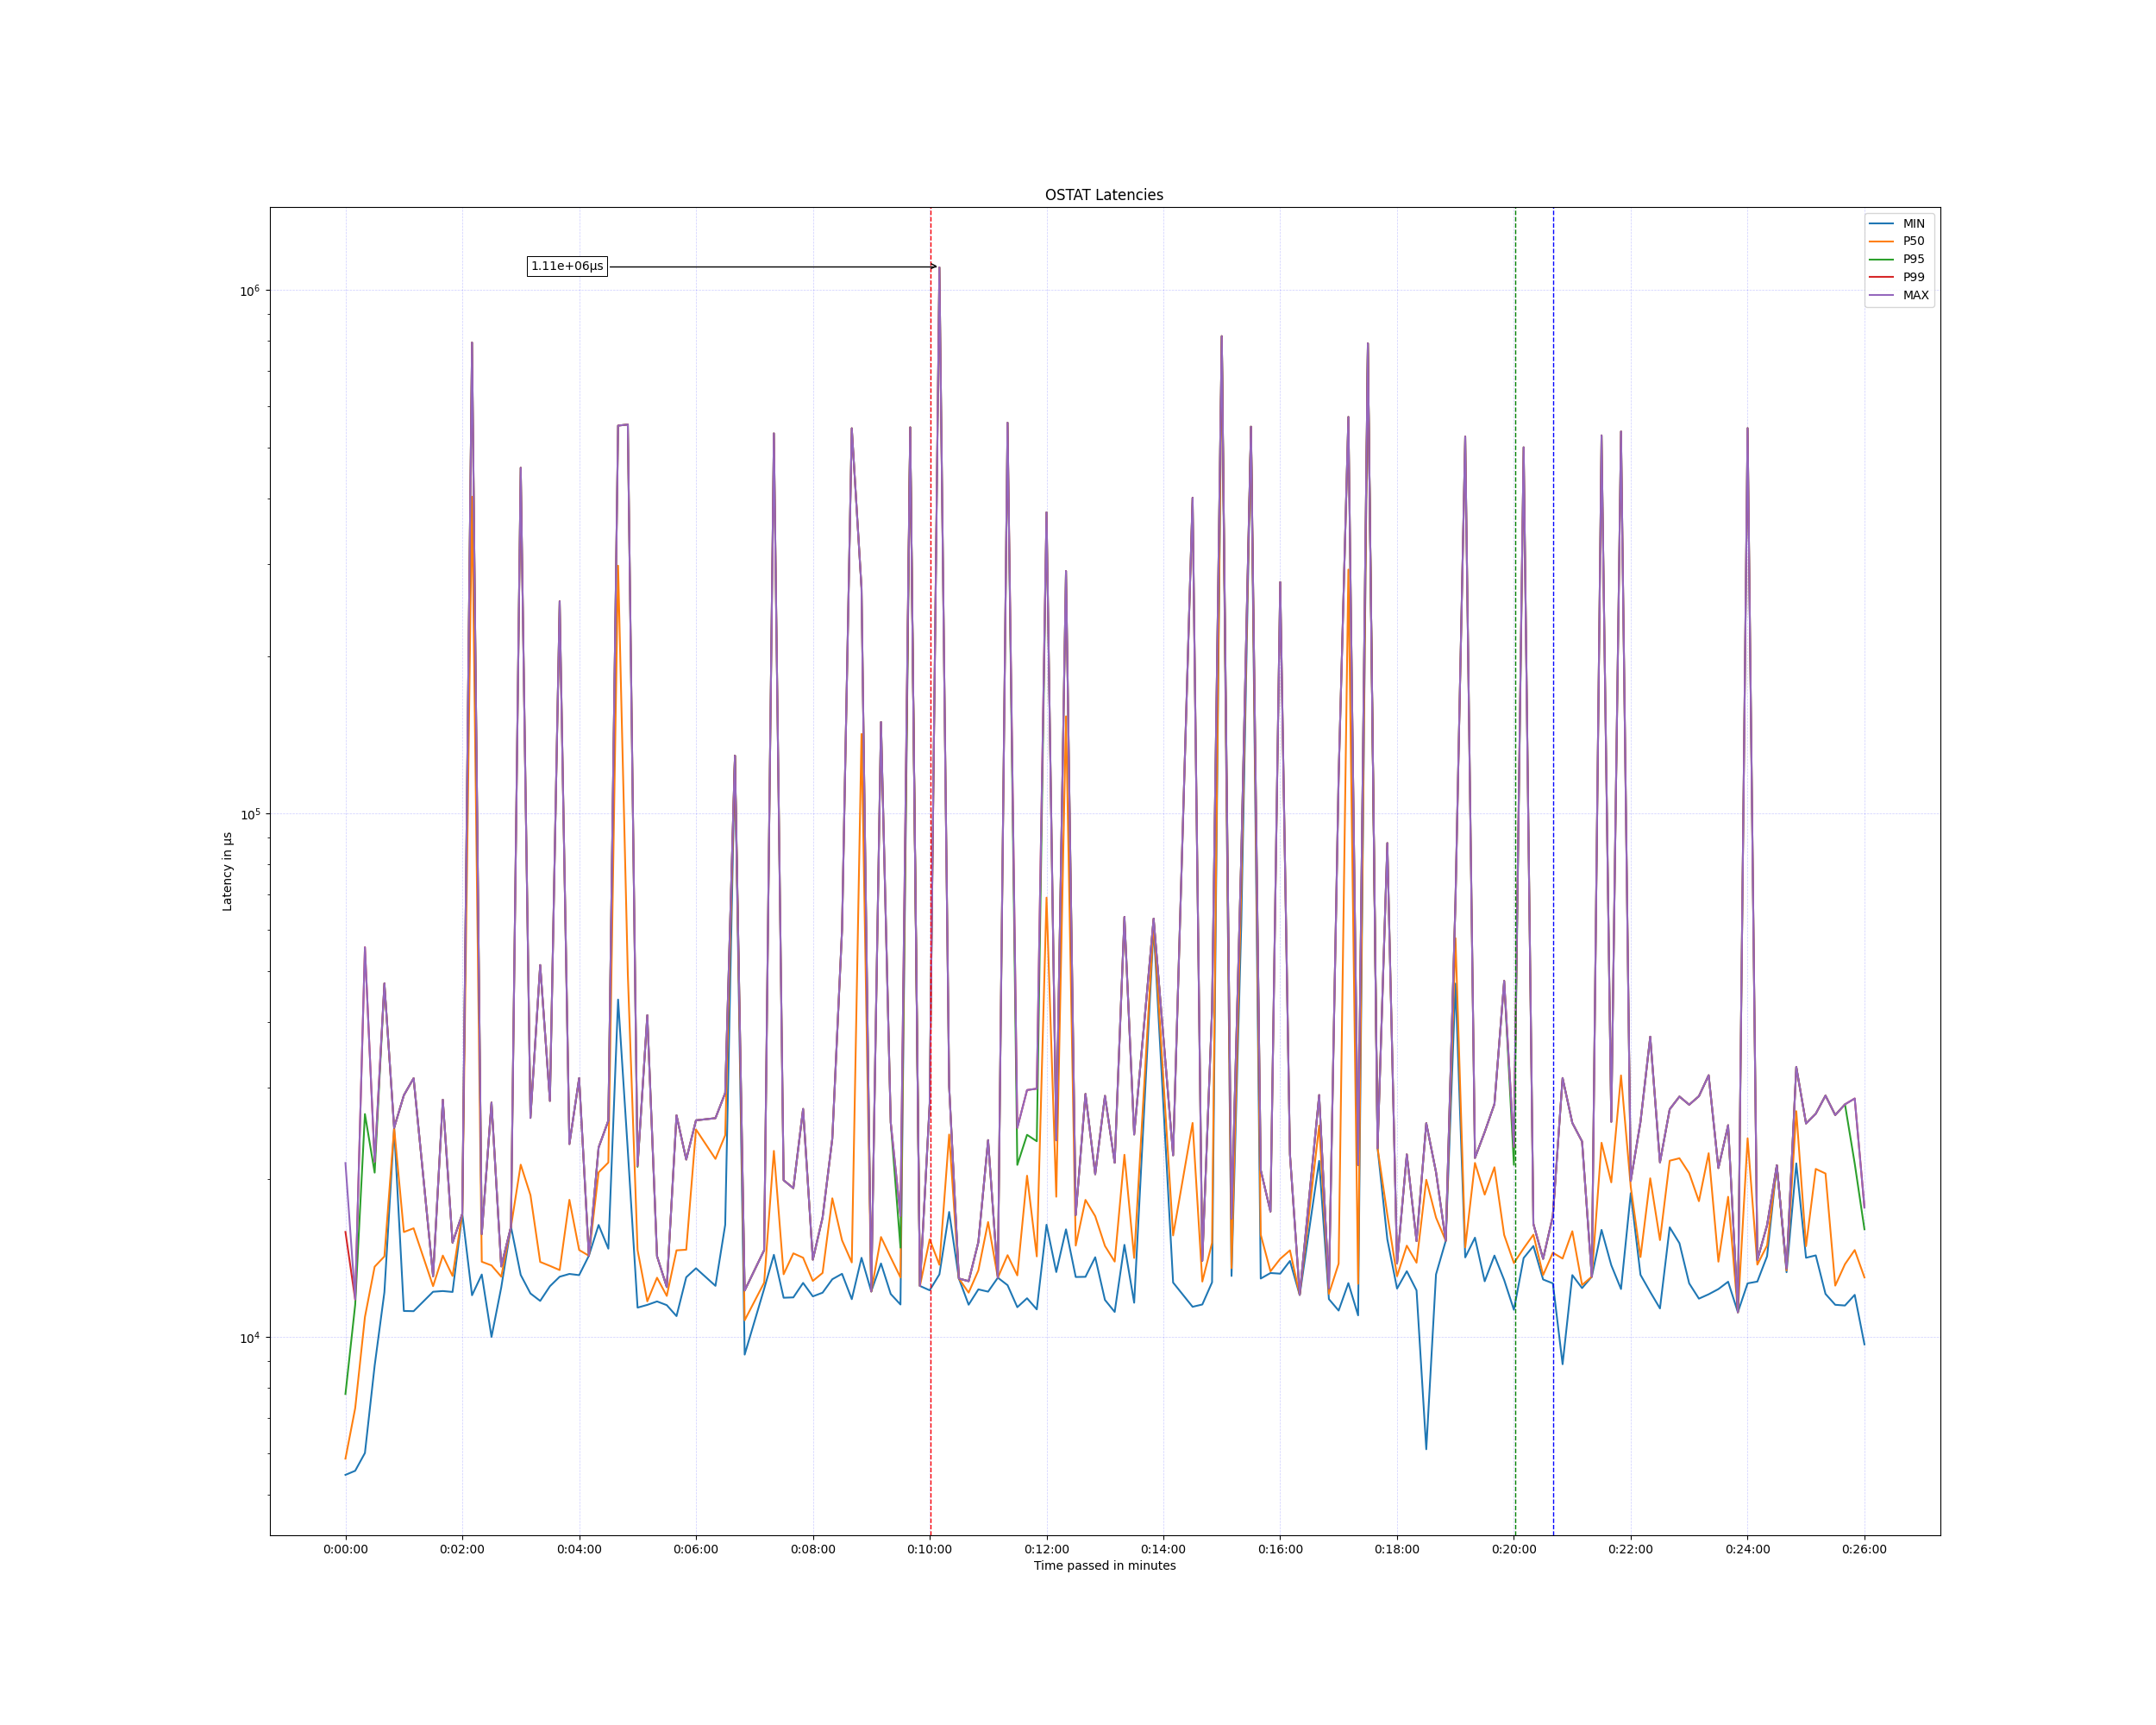 OSTAT Latencies
MIN
P50
P95
P99
MAX
1.11e+06μs
10⁶
10⁵
10⁴
Latency in μs
0:00:00 0:02:00 0:04:00 0:06:00 0:08:00 0:10:00 0:12:00 0:14:00 0:16:00 0:18:00 0:20:00 0:22:00 0:24:00 0:26:00
Time passed in minutes